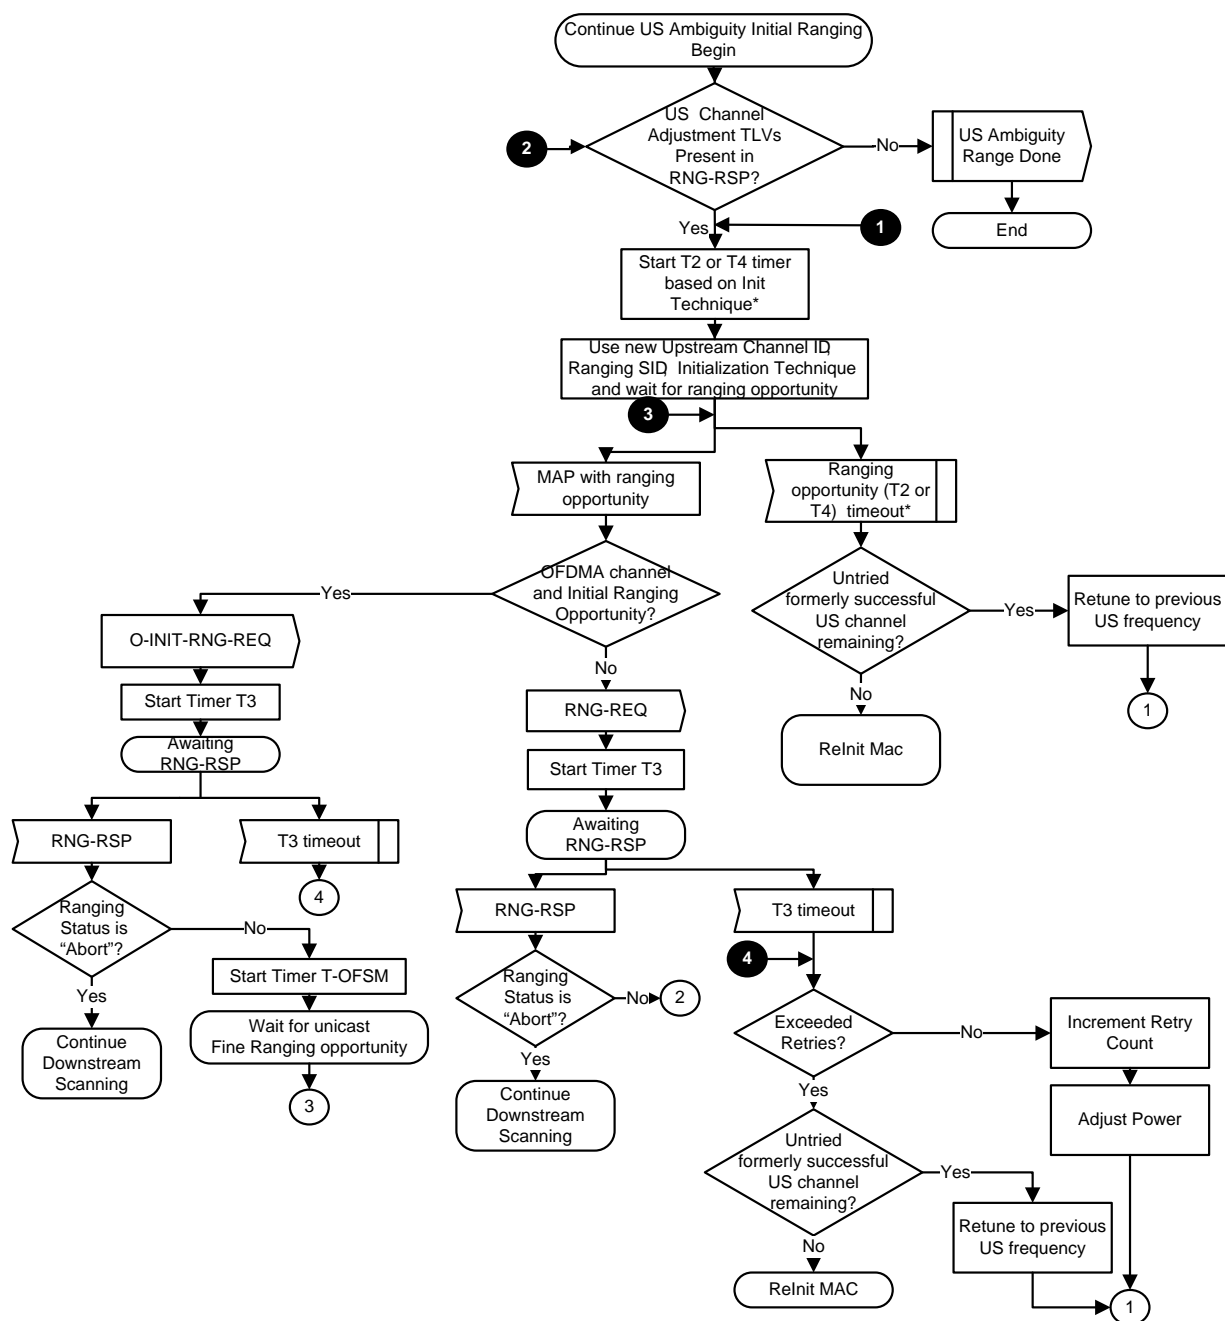 Continue US Ambiguity Initial Ranging
Begin
US Channel
Adjustment TLVs
Present in
RNG-RSP?
2
No
US Ambiguity
Range Done
End
Yes
1
Start T2 or T4 timer
based on Init
Technique*
Use new Upstream Channel ID,
Ranging SID, Initialization Technique
and wait for ranging opportunity
3
MAP with ranging
opportunity
Ranging
opportunity (T2 or
T4) timeout*
OFDMA channel
and Initial Ranging
Opportunity?
Yes
No
Untried
formerly successful
US channel
remaining?
Yes
Retune to previous
US frequency
1
No
ReInit Mac
O-INIT-RNG-REQ
Start Timer T3
Awaiting
RNG-RSP
RNG-RSP
T3 timeout
4
Ranging
Status is
“Abort”?
No
Yes
Start Timer T-OFSM
Wait for unicast
Fine Ranging opportunity
3
Continue
Downstream
Scanning
RNG-REQ
Start Timer T3
Awaiting
RNG-RSP
RNG-RSP
T3 timeout
4
Ranging
Status is
“Abort”?
No
2
Yes
Continue
Downstream
Scanning
Exceeded
Retries?
No
Increment Retry
Count
Adjust Power
Yes
Untried
formerly successful
US channel
remaining?
Yes
Retune to previous
US frequency
No
ReInit MAC
1